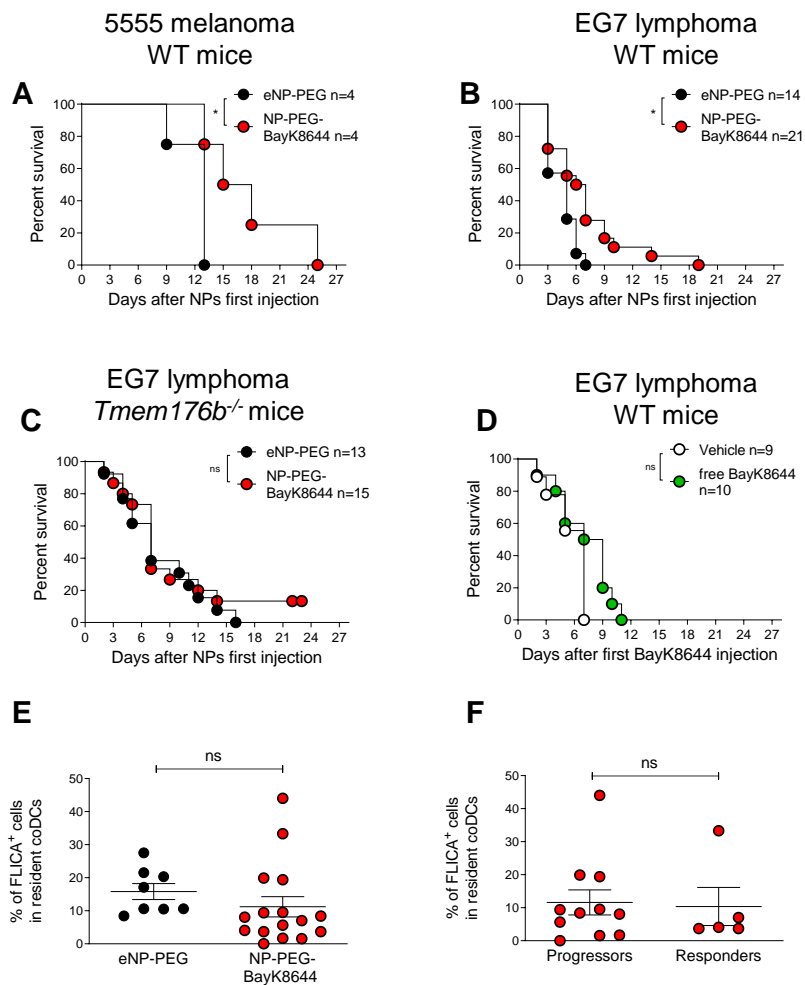 5555 melanoma
WT mice
A
eNP-PEG n=4
NP-PEG-
BayK8644 n=4
*
Percent survival
100
80
60
40
20
0
0 3 6 9 12 15 18 21 24 27
Days after NPs first injection
EG7 lymphoma
WT mice
B
eNP-PEG n=14
NP-PEG-
BayK8644 n=21
*
Percent survival
100
80
60
40
20
0
0 3 6 9 12 15 18 21 24 27
Days after NPs first injection
EG7 lymphoma
Tmem176b-/- mice
C
eNP-PEG n=13
NP-PEG-
BayK8644 n=15
ns
Percent survival
100
80
60
40
20
0
0 3 6 9 12 15 18 21 24 27
Days after NPs first injection
EG7 lymphoma
WT mice
D
Vehicle n=9
free BayK8644
n=10
ns
Percent survival
100
80
60
40
20
0
0 3 6 9 12 15 18 21 24 27
Days after first BayK8644 injection
E
ns
% of FLICA+ cells
in resident coDCs
50
40
30
20
10
0
eNP-PEG
NP-PEG-
BayK8644
F
ns
% of FLICA+ cells
in resident coDCs
50
40
30
20
10
0
Progressors
Responders